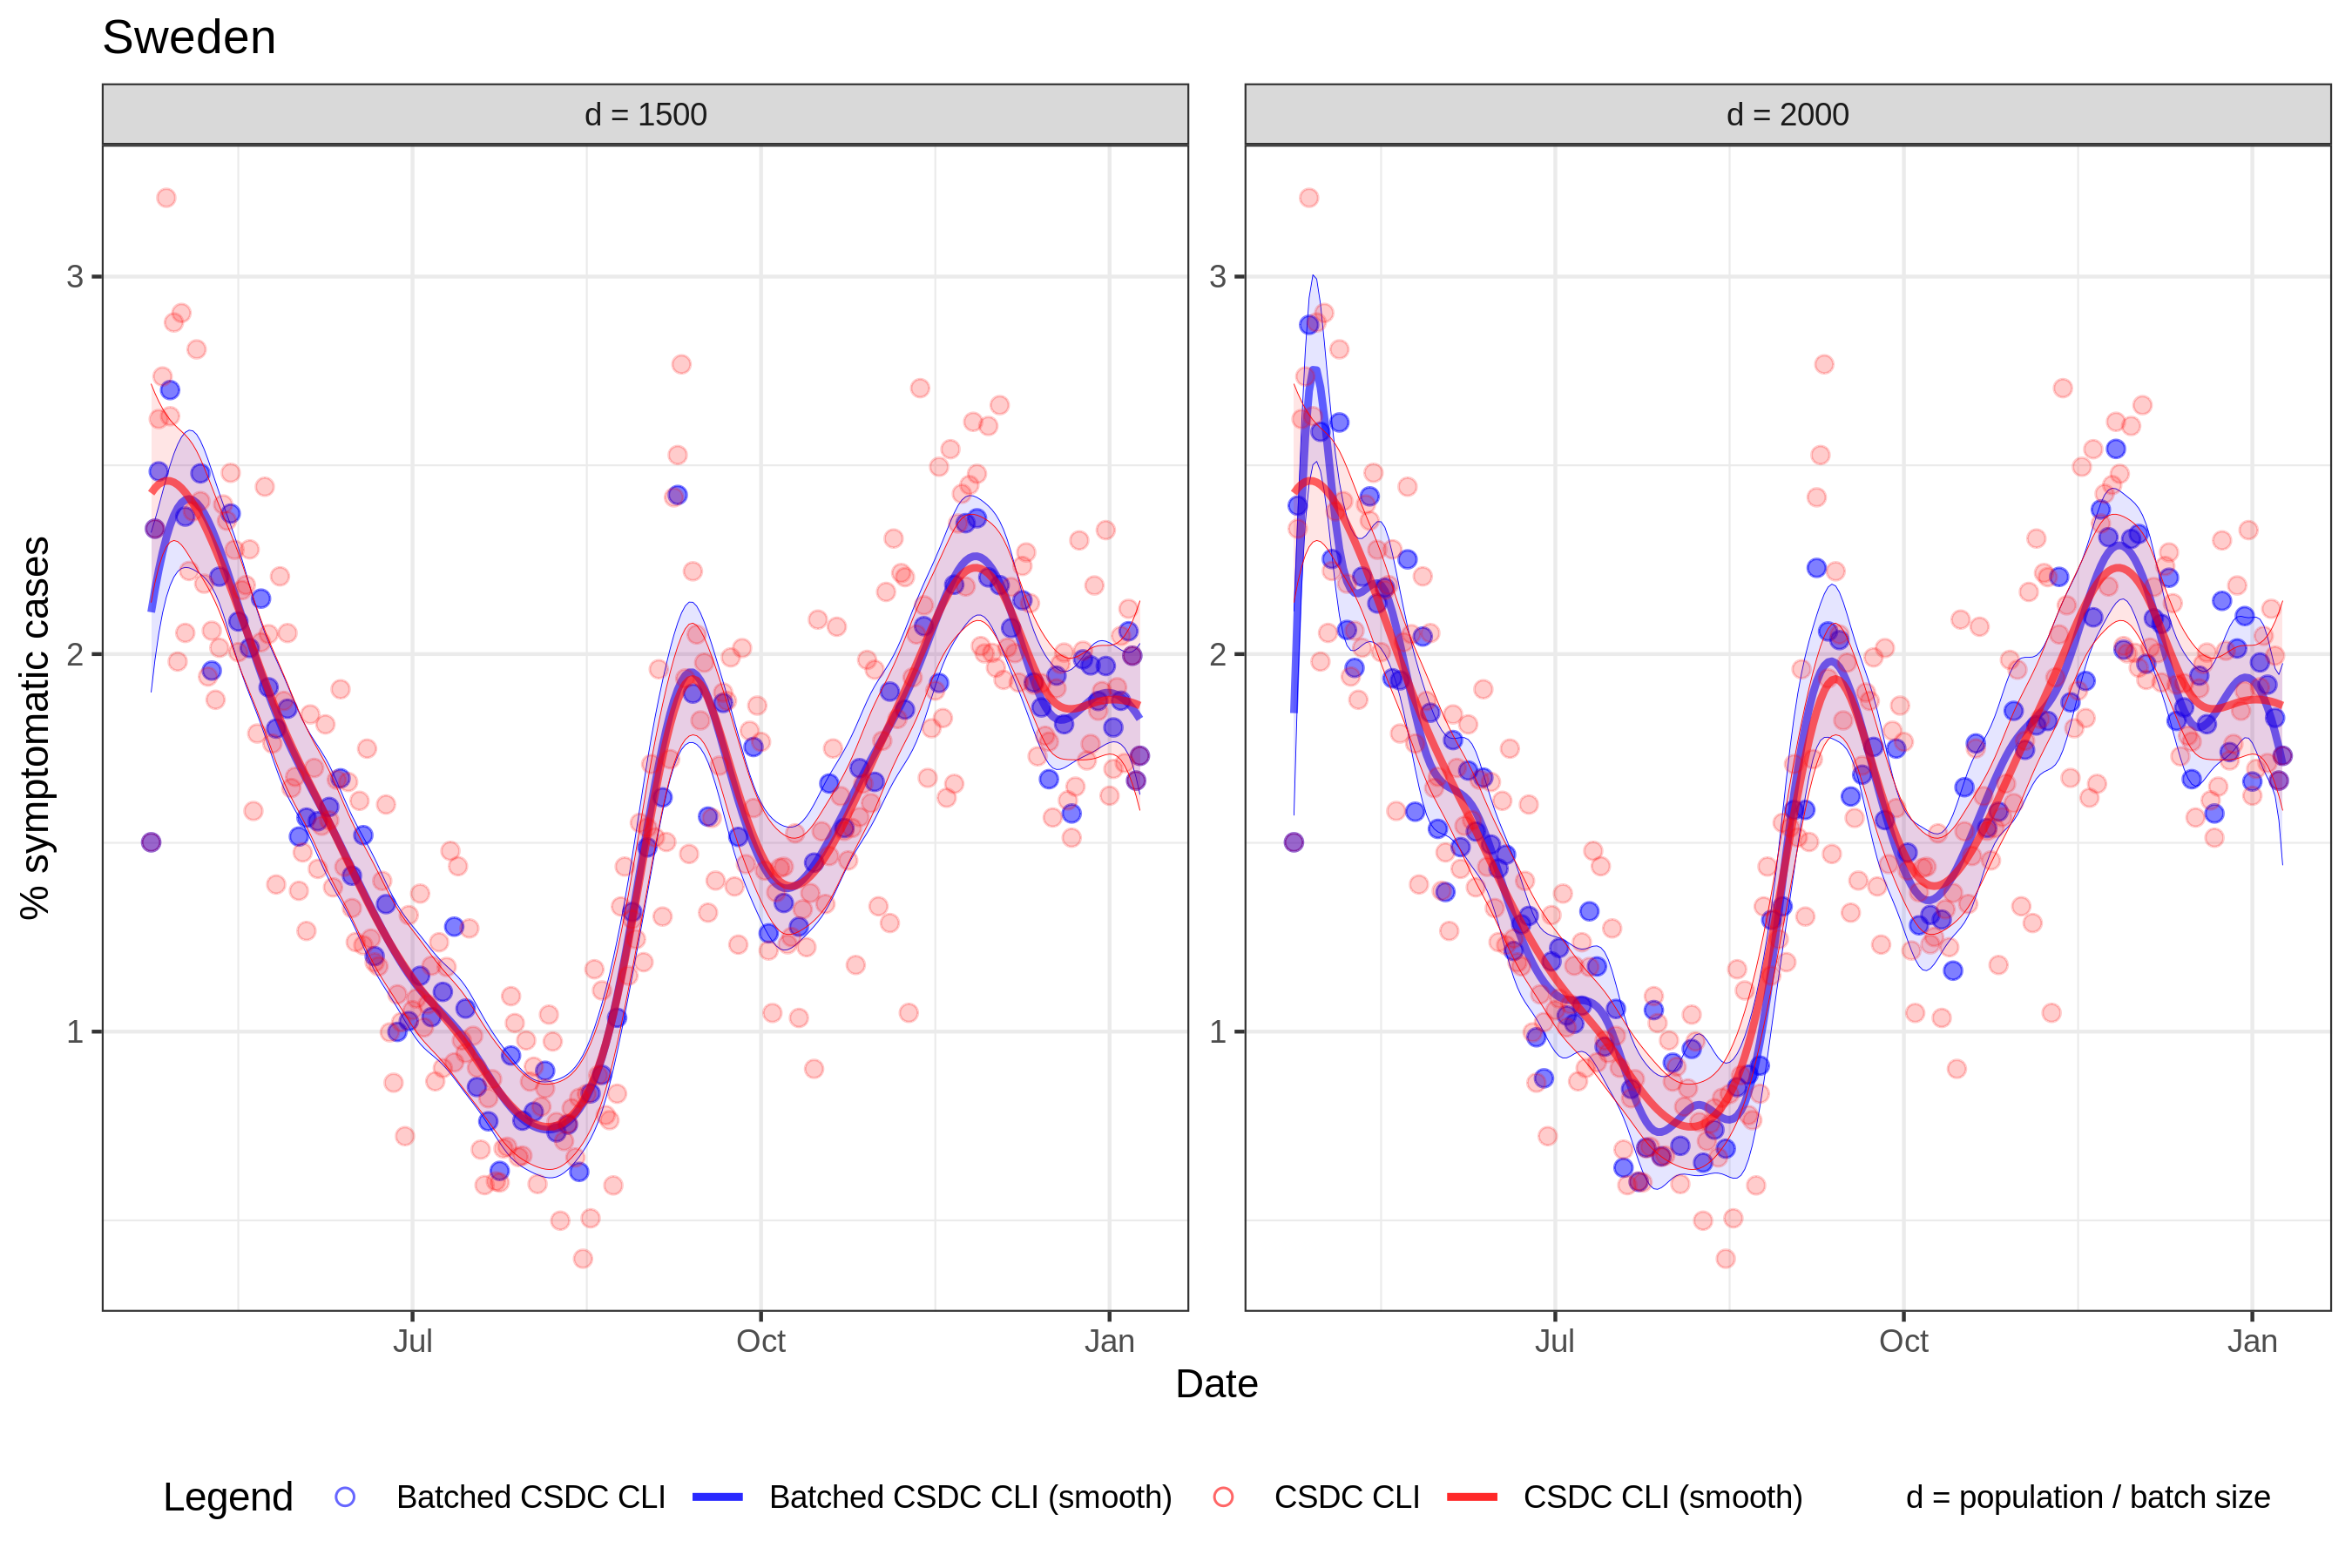 Sweden
d = 1500
d = 2000
% symptomatic cases
3
2
1
3
2
1
Jul
Oct
Jan
Jul
Oct
Jan
Date
Legend
Batched CSDC CLI
Batched CSDC CLI (smooth)
CSDC CLI
CSDC CLI (smooth)
d = population / batch size